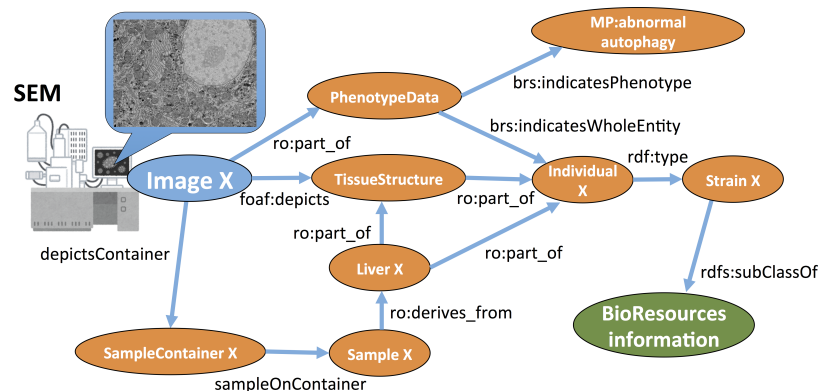 MP:abnormal
autophagy
SEM
PhenotypeData
brs:indicatesPhenotype
brs:indicatesWholeEntity
ro:part_of
rdf:type
Image X
TissueStructure
Individual
X
Strain X
foaf:depicts
ro:part_of
ro:part_of
depictsContainer
ro:part_of
Liver X
rdfs:subClassOf
ro:derives_from
BioResources
information
SampleContainer X
Sample X
sampleOnContainer